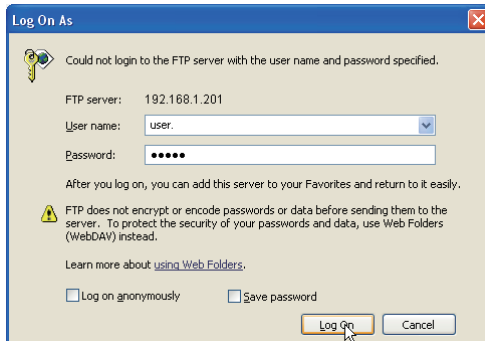 Log On As
Could not login to the FTP server with the user name and password specified.
FTP server: 192.168.1.201
User name: user.
Password: •••••
After you log on, you can add this server to your Favorites and return to it easily.
FTP does not encrypt or encode passwords or data before sending them to the
server. To protect the security of your passwords and data, use Web Folders
(WebDAV) instead.
Learn more about using Web Folders.
Log on anonymously Save password
Log On Cancel